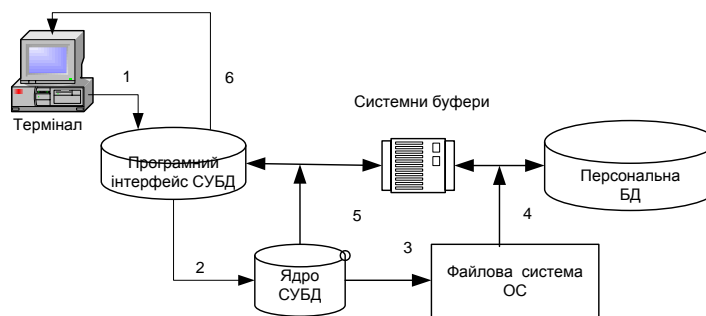 1
6
Термінал
Системни буфери
Програмний
інтерфейс СУБД
Персональна
БД
5
4
2
3
Ядро
СУБД
Файлова система
ОС